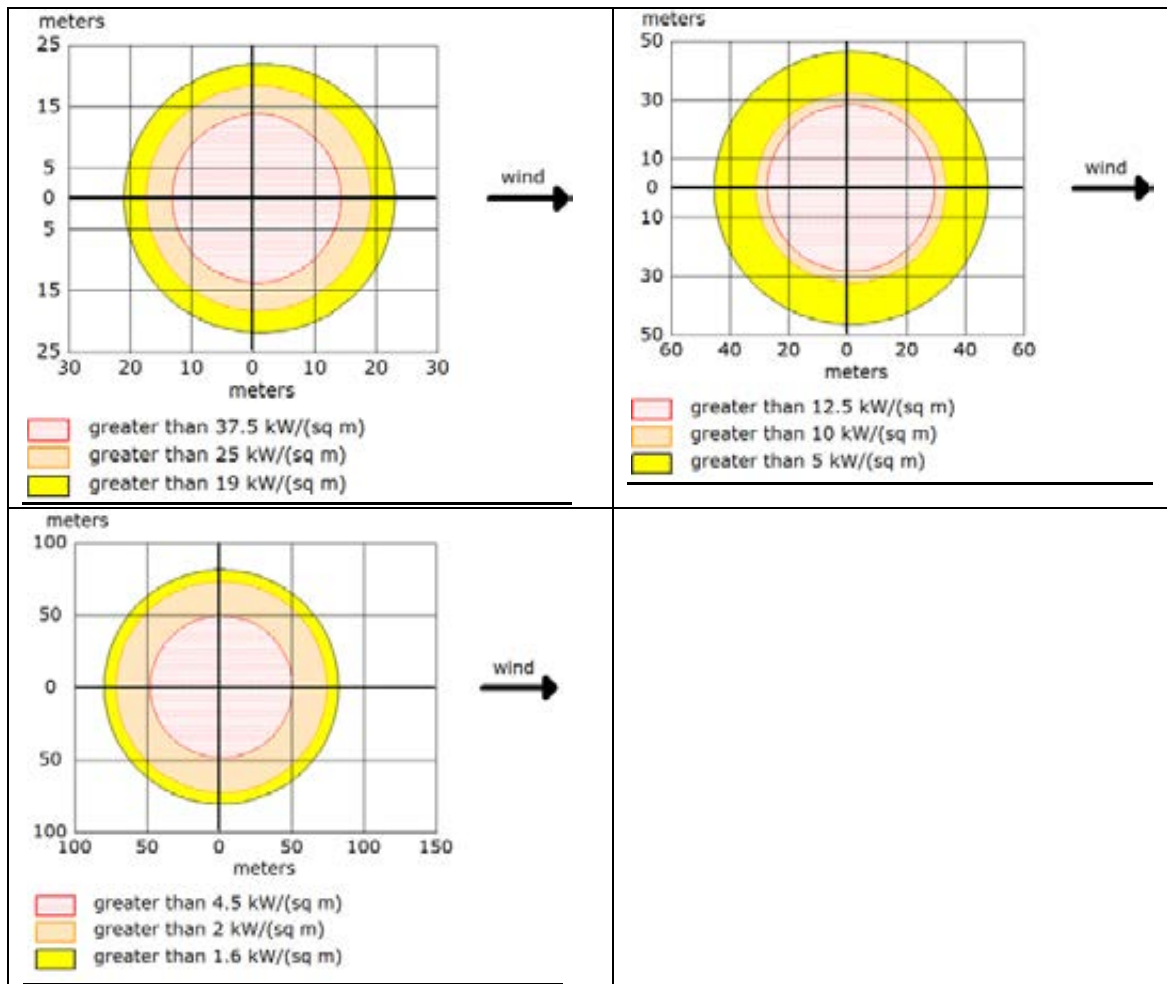 meters
25
15
5
0
5
15
25
30 20 10 0 10 20 30
meters
wind
greater than 37.5 kW/(sq m)
greater than 25 kW/(sq m)
greater than 19 kW/(sq m)
meters
50
30
10
0
10
30
50
60 40 20 0 20 40 60
meters
wind
greater than 12.5 kW/(sq m)
greater than 10 kW/(sq m)
greater than 5 kW/(sq m)
meters
100
50
0
50
100
100 50 0 50 100 150
meters
wind
greater than 4.5 kW/(sq m)
greater than 2 kW/(sq m)
greater than 1.6 kW/(sq m)